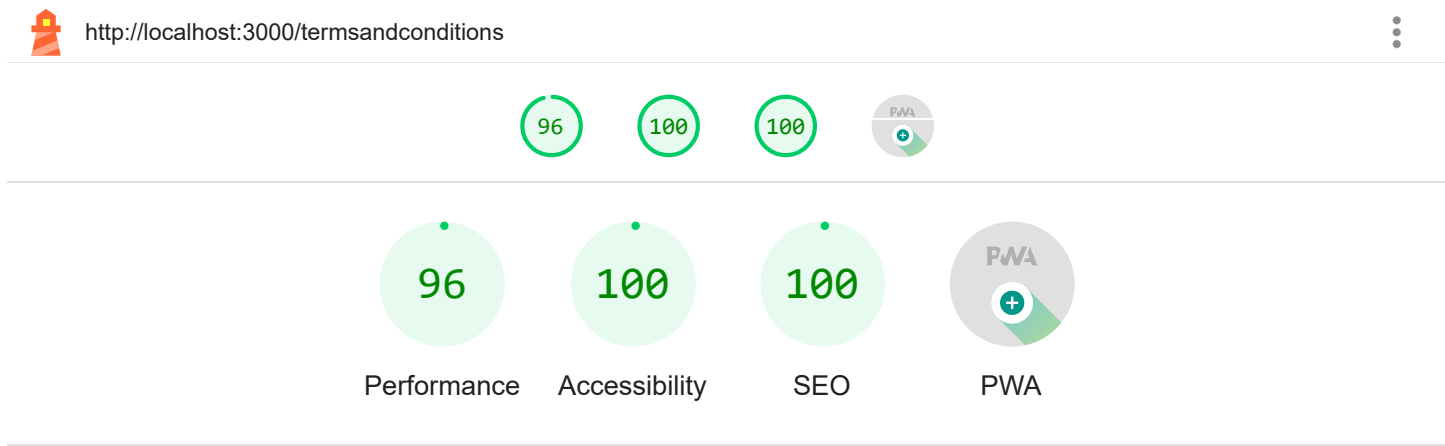 http://localhost:3000/termsandconditions
96 100 100 PWA
96 100 100 PWA
Performance Accessibility SEO PWA